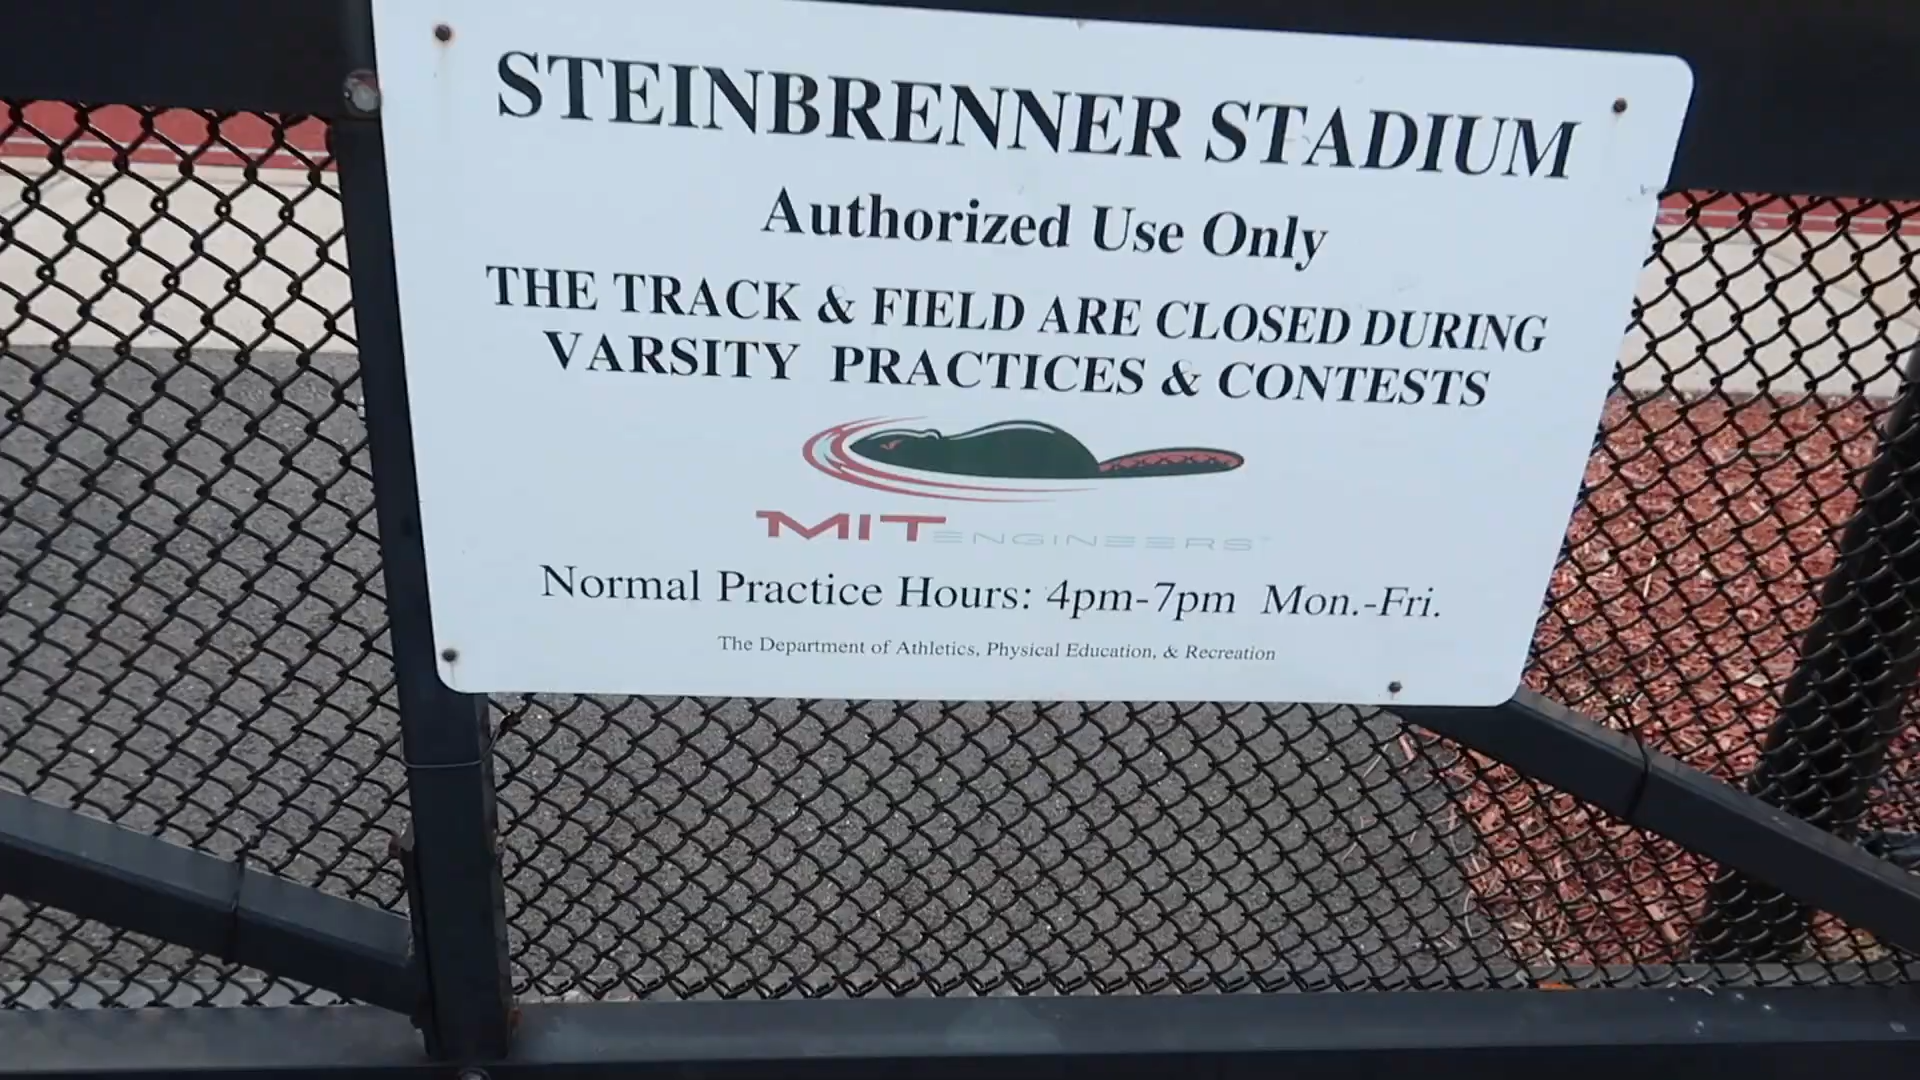 STEINBRENNER STADIUM
Authorized Use Only
THE TRACK & FIELD ARE CLOSED DURING
VARSITY PRACTICES & CONTESTS
MIT ENGINEERS
Normal Practice Hours: 4pm-7pm Mon.-Fri.
The Department of Athletics, Physical Education, & Recreation